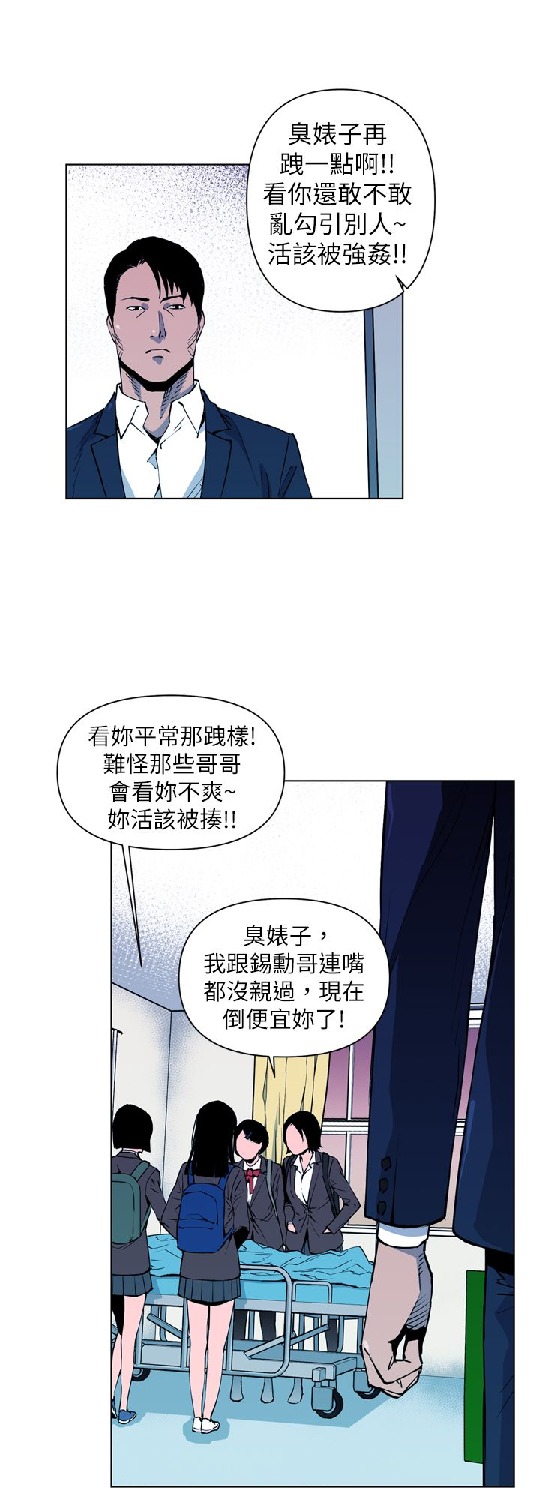 臭婊子再
跩一點啊!!
看你還敢不敢
亂勾引別人~
活該被強姦!!
看妳平常那跩樣!
難怪那些哥哥
會看妳不爽~
妳活該被揍!!
臭婊子，
我跟錫勳哥連嘴
都沒親過，現在
倒便宜妳了!